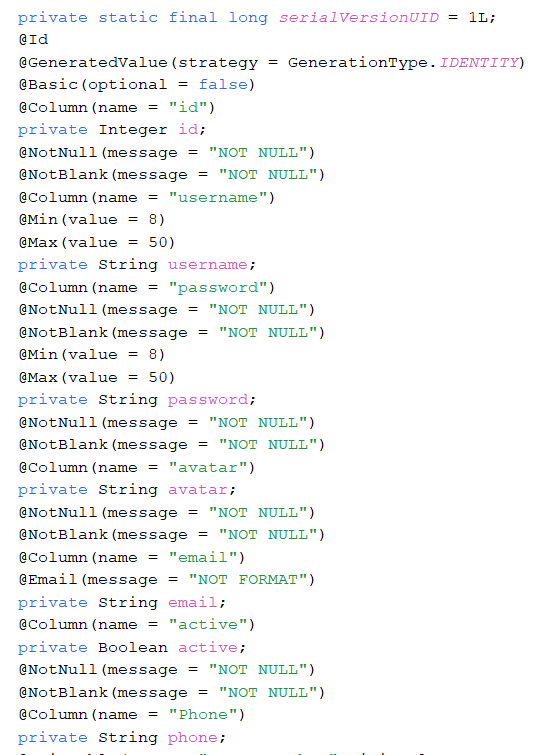 private static final long serialVersionUID = 1L;
@Id
@GeneratedValue(strategy = GenerationType.IDENTITY)
@Basic(optional = false)
@Column(name = "id")
private Integer id;
@NotNull(message = "NOT NULL")
@NotBlank(message = "NOT NULL")
@Column(name = "username")
@Min(value = 8)
@Max(value = 50)
private String username;
@Column(name = "password")
@NotNull(message = "NOT NULL")
@NotBlank(message = "NOT NULL")
@Min(value = 8)
@Max(value = 50)
private String password;
@NotNull(message = "NOT NULL")
@NotBlank(message = "NOT NULL")
@Column(name = "avatar")
private String avatar;
@NotNull(message = "NOT NULL")
@NotBlank(message = "NOT NULL")
@Column(name = "email")
@Email(message = "NOT FORMAT")
private String email;
@Column(name = "active")
private Boolean active;
@NotNull(message = "NOT NULL")
@NotBlank(message = "NOT NULL")
@Column(name = "Phone")
private String phone;